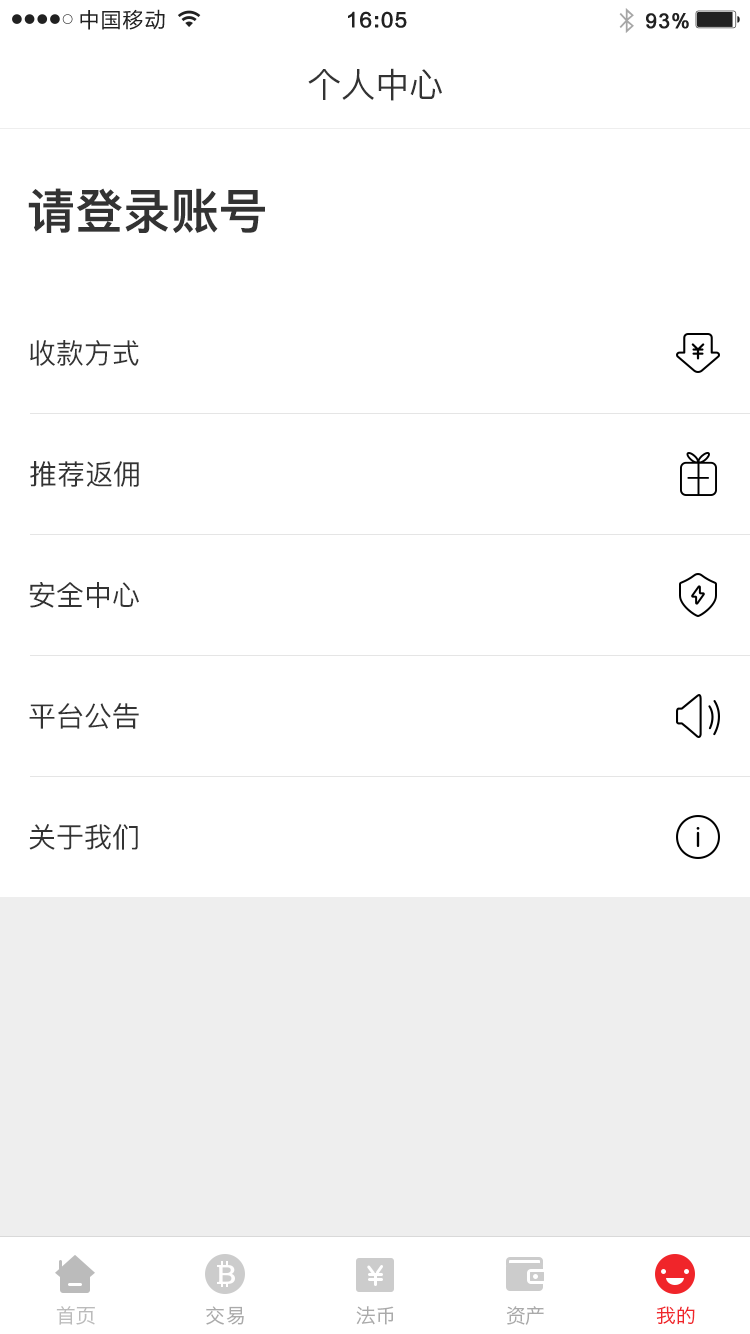 中国移动 16:05 93%
个人中心
请登录账号
收款方式
推荐返佣
安全中心
平台公告
关于我们
首页 交易 法币 资产 我的